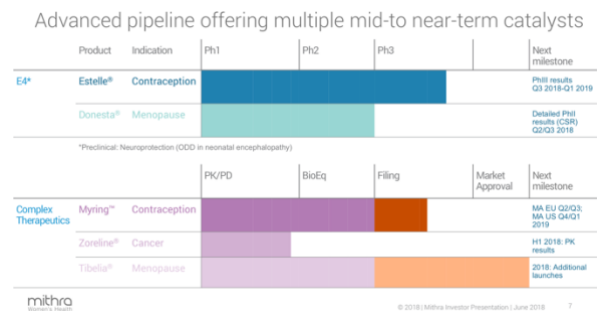 Advanced pipeline offering multiple mid-to near-term catalysts
Product Indication Ph1 Ph2 Ph3 Next milestone
E4* Estelle® Contraception PhIII results
Q3 2018-Q1 2019
Donesta® Menopause Detailed PhII
results (CSR)
Q2/Q3 2018
*Preclinical: Neuroprotection (ODD in neonatal encephalopathy)
PK/PD BioEq Filing Market Approval Next milestone
Complex Therapeutics Myring™ Contraception MA EU Q2/Q3;
MA US Q4/Q1
2019
Zoreline® Cancer H1 2018: PK
results
Tibelia® Menopause 2018: Additional
launches
mithra
Women's Health
© 2018 | Mithra Investor Presentation | June 2018 7